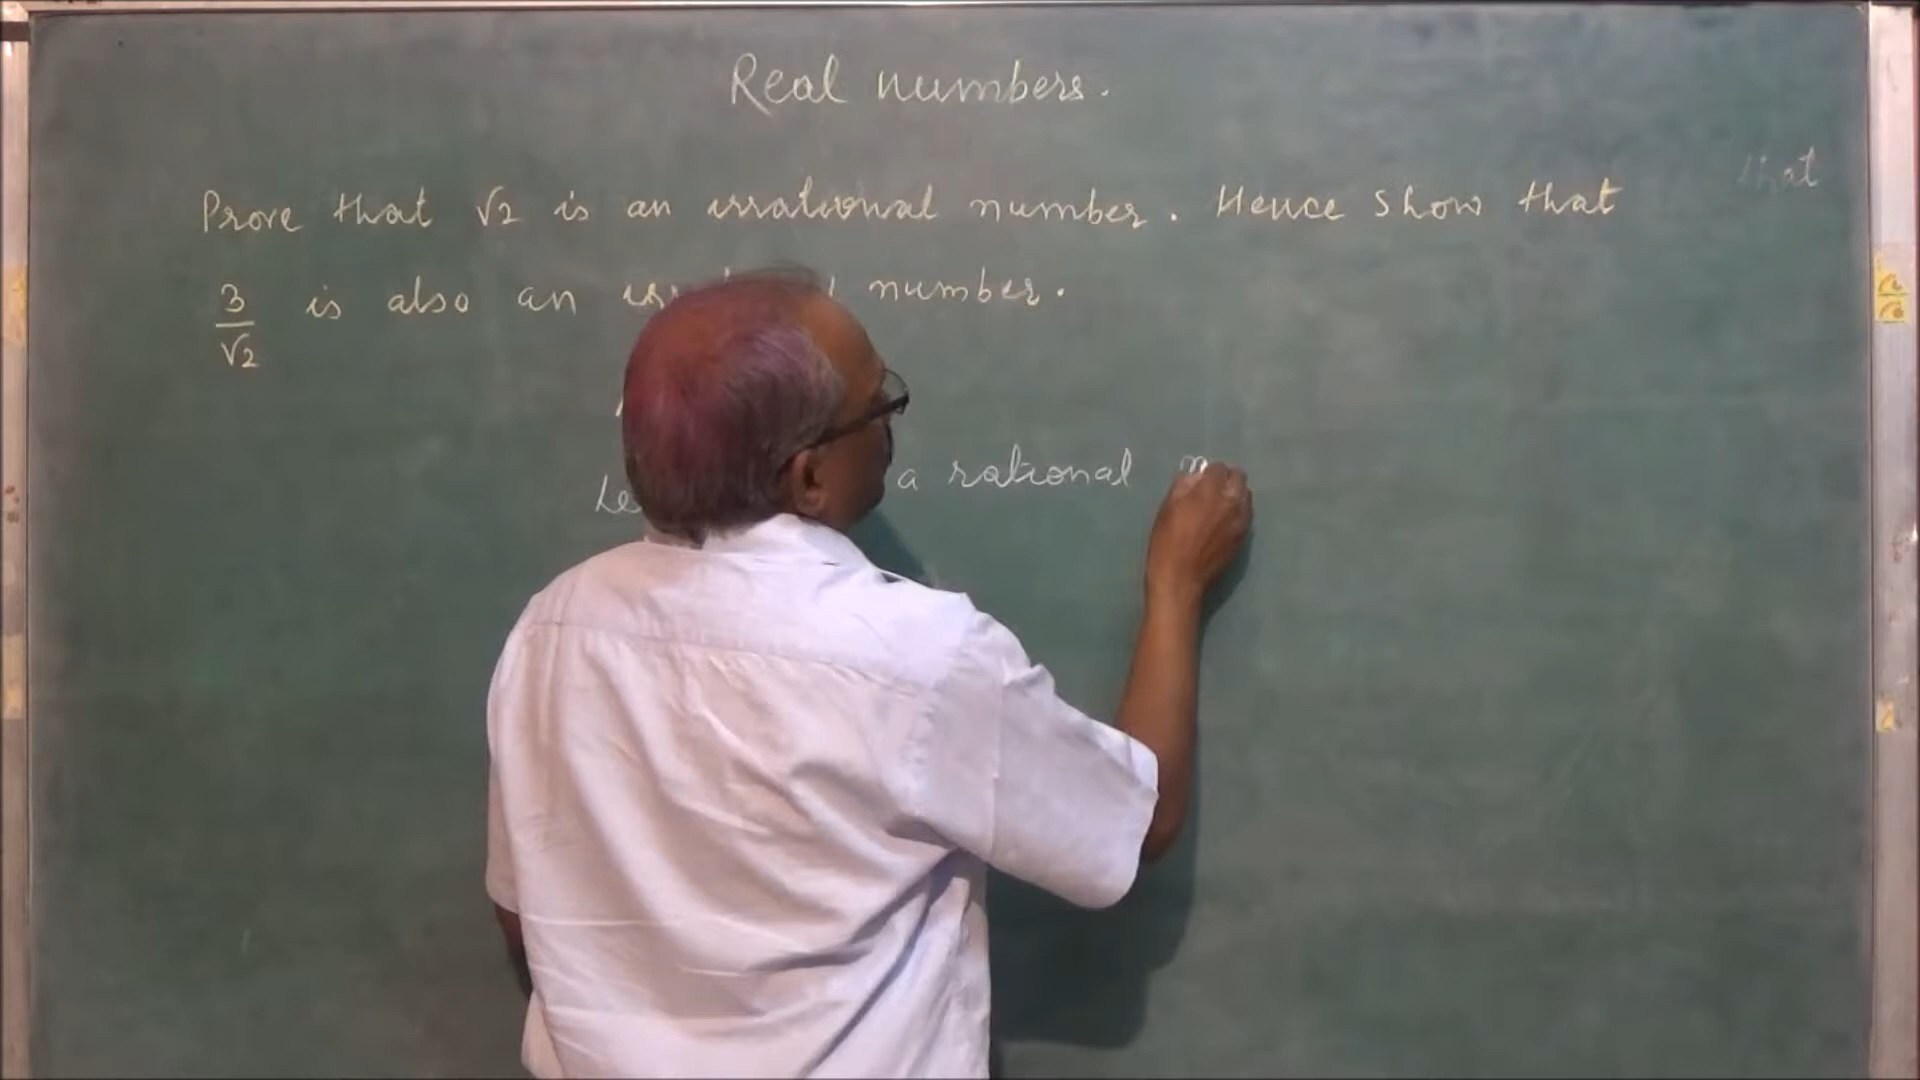 Real numbers.
that
Prove that √2 is an irrational number. Hence show that
3/√2 is also an number.
a rational